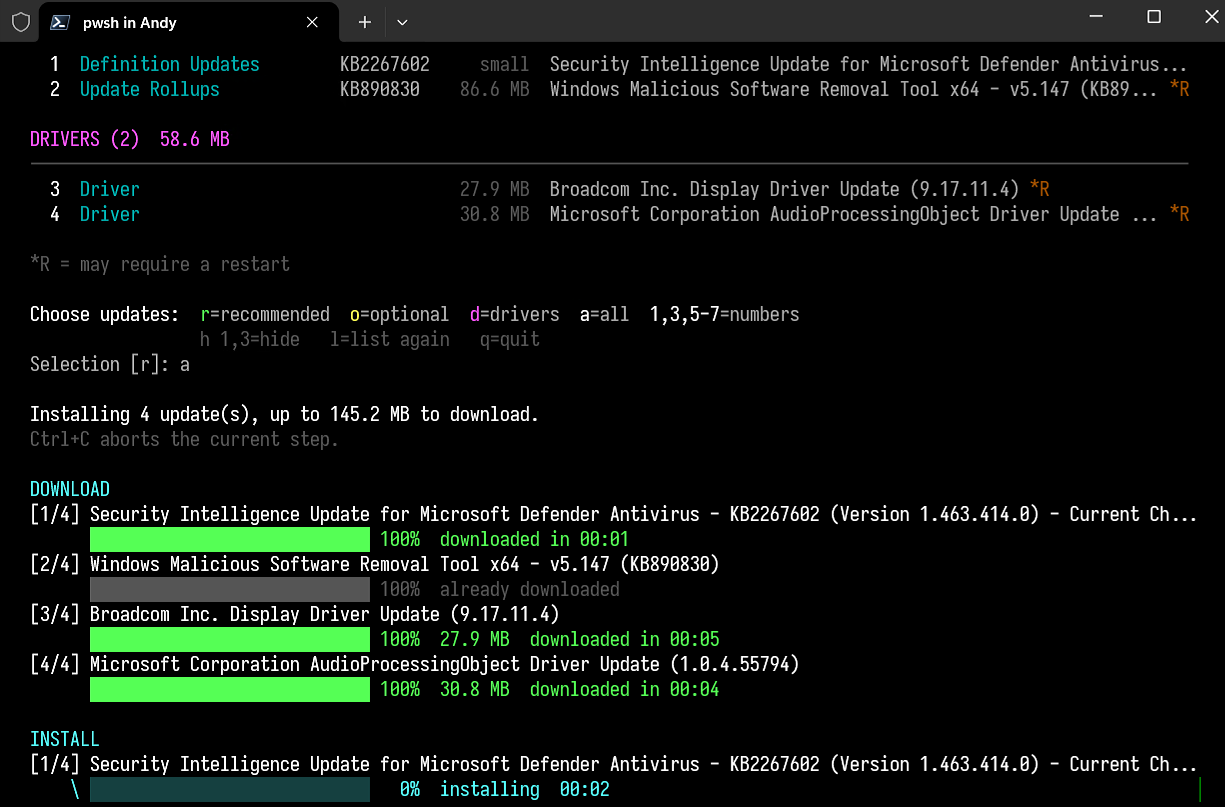 pwsh in Andy
1 Definition Updates KB2267602 small Security Intelligence Update for Microsoft Defender Antivirus...
2 Update Rollups KB890830 86.6 MB Windows Malicious Software Removal Tool x64 - v5.147 (KB89... *R
DRIVERS (2) 58.6 MB
3 Driver 27.9 MB Broadcom Inc. Display Driver Update (9.17.11.4) *R
4 Driver 30.8 MB Microsoft Corporation AudioProcessingObject Driver Update ... *R
*R = may require a restart
Choose updates: r=recommended o=optional d=drivers a=all 1,3,5-7=numbers
h 1,3=hide l=list again q=quit
Selection [r]: a
Installing 4 update(s), up to 145.2 MB to download.
Ctrl+C aborts the current step.
DOWNLOAD
[1/4] Security Intelligence Update for Microsoft Defender Antivirus - KB2267602 (Version 1.463.414.0) - Current Ch...
100% downloaded in 00:01
[2/4] Windows Malicious Software Removal Tool x64 - v5.147 (KB890830)
100% already downloaded
[3/4] Broadcom Inc. Display Driver Update (9.17.11.4)
100% 27.9 MB downloaded in 00:05
[4/4] Microsoft Corporation AudioProcessingObject Driver Update (1.0.4.55794)
100% 30.8 MB downloaded in 00:04
INSTALL
[1/4] Security Intelligence Update for Microsoft Defender Antivirus - KB2267602 (Version 1.463.414.0) - Current Ch...
\ 0% installing 00:02